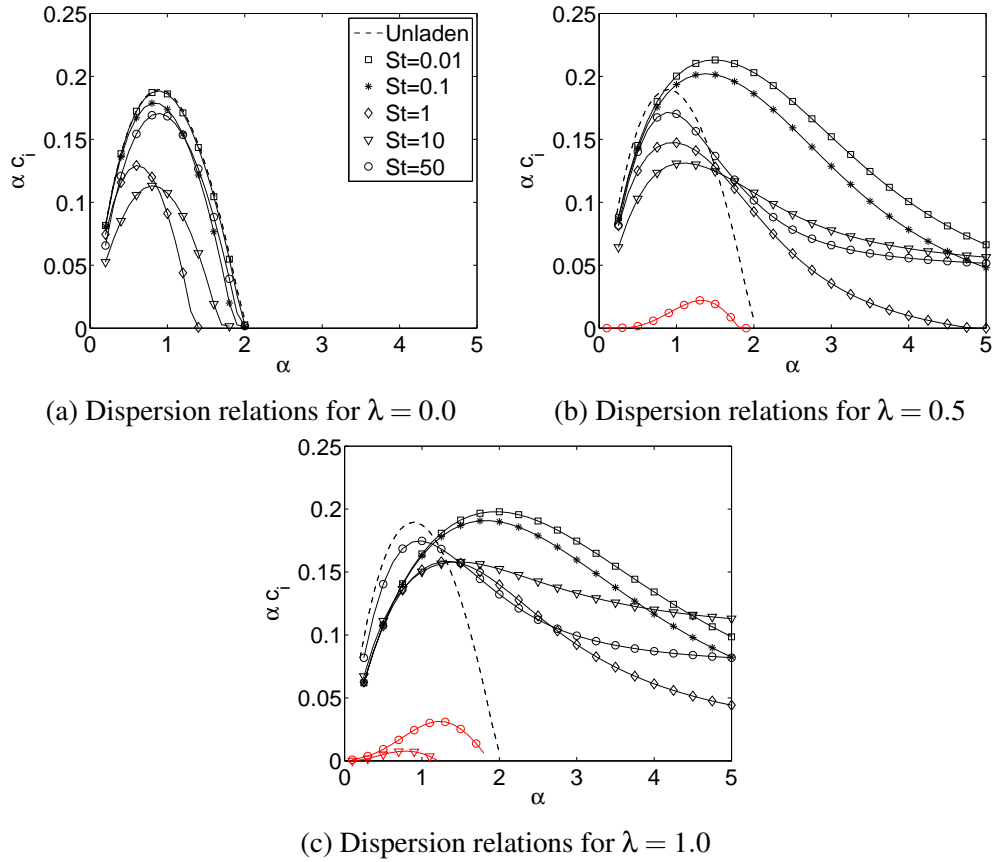 0.25
0.2
0.15
0.1
0.05
0
α c_i
0 1 2 3 4 5
α
Unladen
St=0.01
St=0.1
St=1
St=10
St=50
(a) Dispersion relations for λ = 0.0
0.25
0.2
0.15
0.1
0.05
0
α c_i
0 1 2 3 4 5
α
(b) Dispersion relations for λ = 0.5
0.25
0.2
0.15
0.1
0.05
0
α c_i
0 1 2 3 4 5
α
(c) Dispersion relations for λ = 1.0